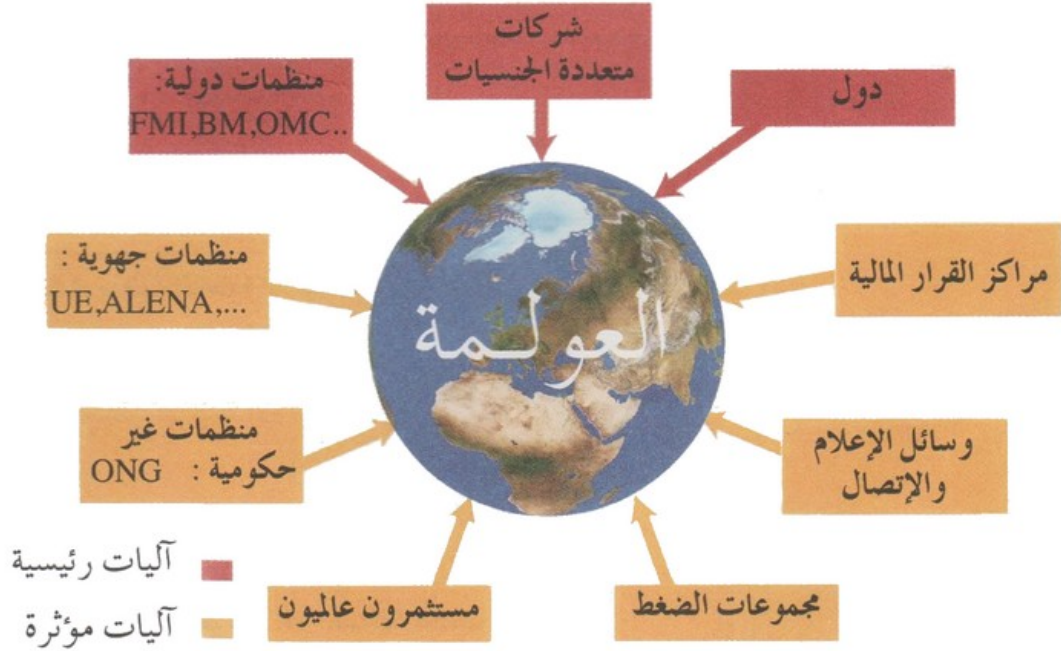 شركات
متعددة الجنسيات
دول
منظمات دولية:
FMI,BM,OMC..
مراكز القرار المالية
منظمات جهوية :
UE,ALENA,...
العولمة
وسائل الإعلام
والإتصال
منظمات غير
حكومية : ONG
مجموعات الضغط
مستثمرون عالميون
آليات رئيسية
آليات مؤثرة